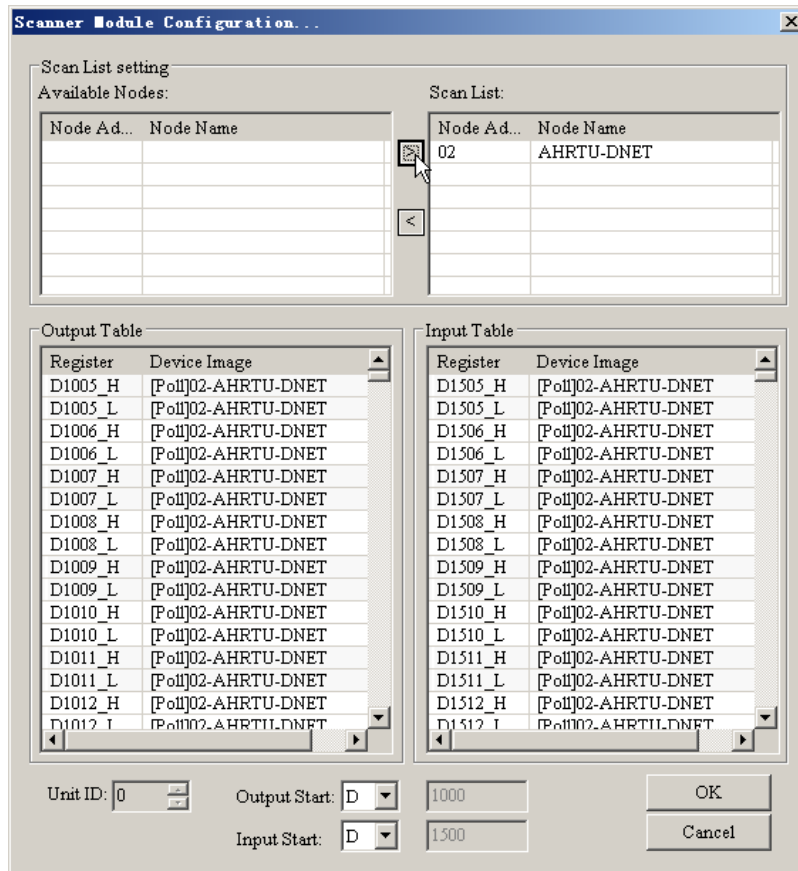 Scanner Module Configuration...
Scan List setting
Available Nodes:
Scan List:
Node Ad... Node Name
Node Ad... Node Name
>
02 AHRTU-DNET
<
Output Table
Input Table
Register Device Image
D1005_H [Poll]02-AHRTU-DNET
D1005_L [Poll]02-AHRTU-DNET
D1006_H [Poll]02-AHRTU-DNET
D1006_L [Poll]02-AHRTU-DNET
D1007_H [Poll]02-AHRTU-DNET
D1007_L [Poll]02-AHRTU-DNET
D1008_H [Poll]02-AHRTU-DNET
D1008_L [Poll]02-AHRTU-DNET
D1009_H [Poll]02-AHRTU-DNET
D1009_L [Poll]02-AHRTU-DNET
D1010_H [Poll]02-AHRTU-DNET
D1010_L [Poll]02-AHRTU-DNET
D1011_H [Poll]02-AHRTU-DNET
D1011_L [Poll]02-AHRTU-DNET
D1012_H [Poll]02-AHRTU-DNET
D1012_L [Poll]02-AHRTU-DNET
Register Device Image
D1505_H [Poll]02-AHRTU-DNET
D1505_L [Poll]02-AHRTU-DNET
D1506_H [Poll]02-AHRTU-DNET
D1506_L [Poll]02-AHRTU-DNET
D1507_H [Poll]02-AHRTU-DNET
D1507_L [Poll]02-AHRTU-DNET
D1508_H [Poll]02-AHRTU-DNET
D1508_L [Poll]02-AHRTU-DNET
D1509_H [Poll]02-AHRTU-DNET
D1509_L [Poll]02-AHRTU-DNET
D1510_H [Poll]02-AHRTU-DNET
D1510_L [Poll]02-AHRTU-DNET
D1511_H [Poll]02-AHRTU-DNET
D1511_L [Poll]02-AHRTU-DNET
D1512_H [Poll]02-AHRTU-DNET
D1512_L [Poll]02-AHRTU-DNET
Unit ID: 0
Output Start: D 1000
OK
Input Start: D 1500
Cancel